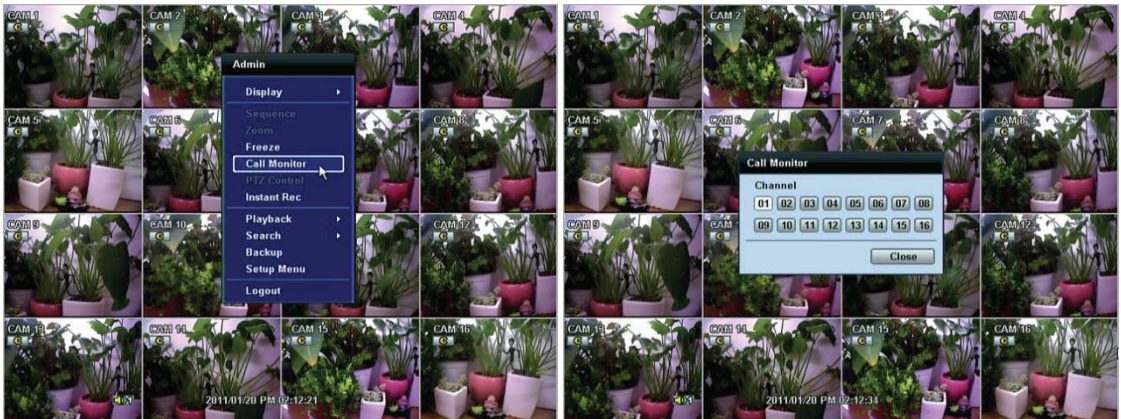 CAM 1 CAM 2 CAM 3 CAM 4
Admin
Display
Sequence
Zoom
Freeze
Call Monitor
PTZ Control
Instant Rec
Playback
Search
Backup
Setup Menu
Logout
CAM 5 CAM 6 CAM 8
CAM 9 CAM 10 CAM 12
CAM 13 CAM 14 CAM 15 CAM 16
01
2011/01/20 PM 02:12:21
CAM 1 CAM 2 CAM 3 CAM 4
CAM 5 CAM 6 CAM 7 CAM 8
Call Monitor
Channel
01 02 03 04 05 06 07 08
09 10 11 12 13 14 15 16
Close
CAM 9 CAM CAM 12
CAM 13 CAM 14 CAM 15 CAM 16
01
2011/01/20 PM 02:12:34